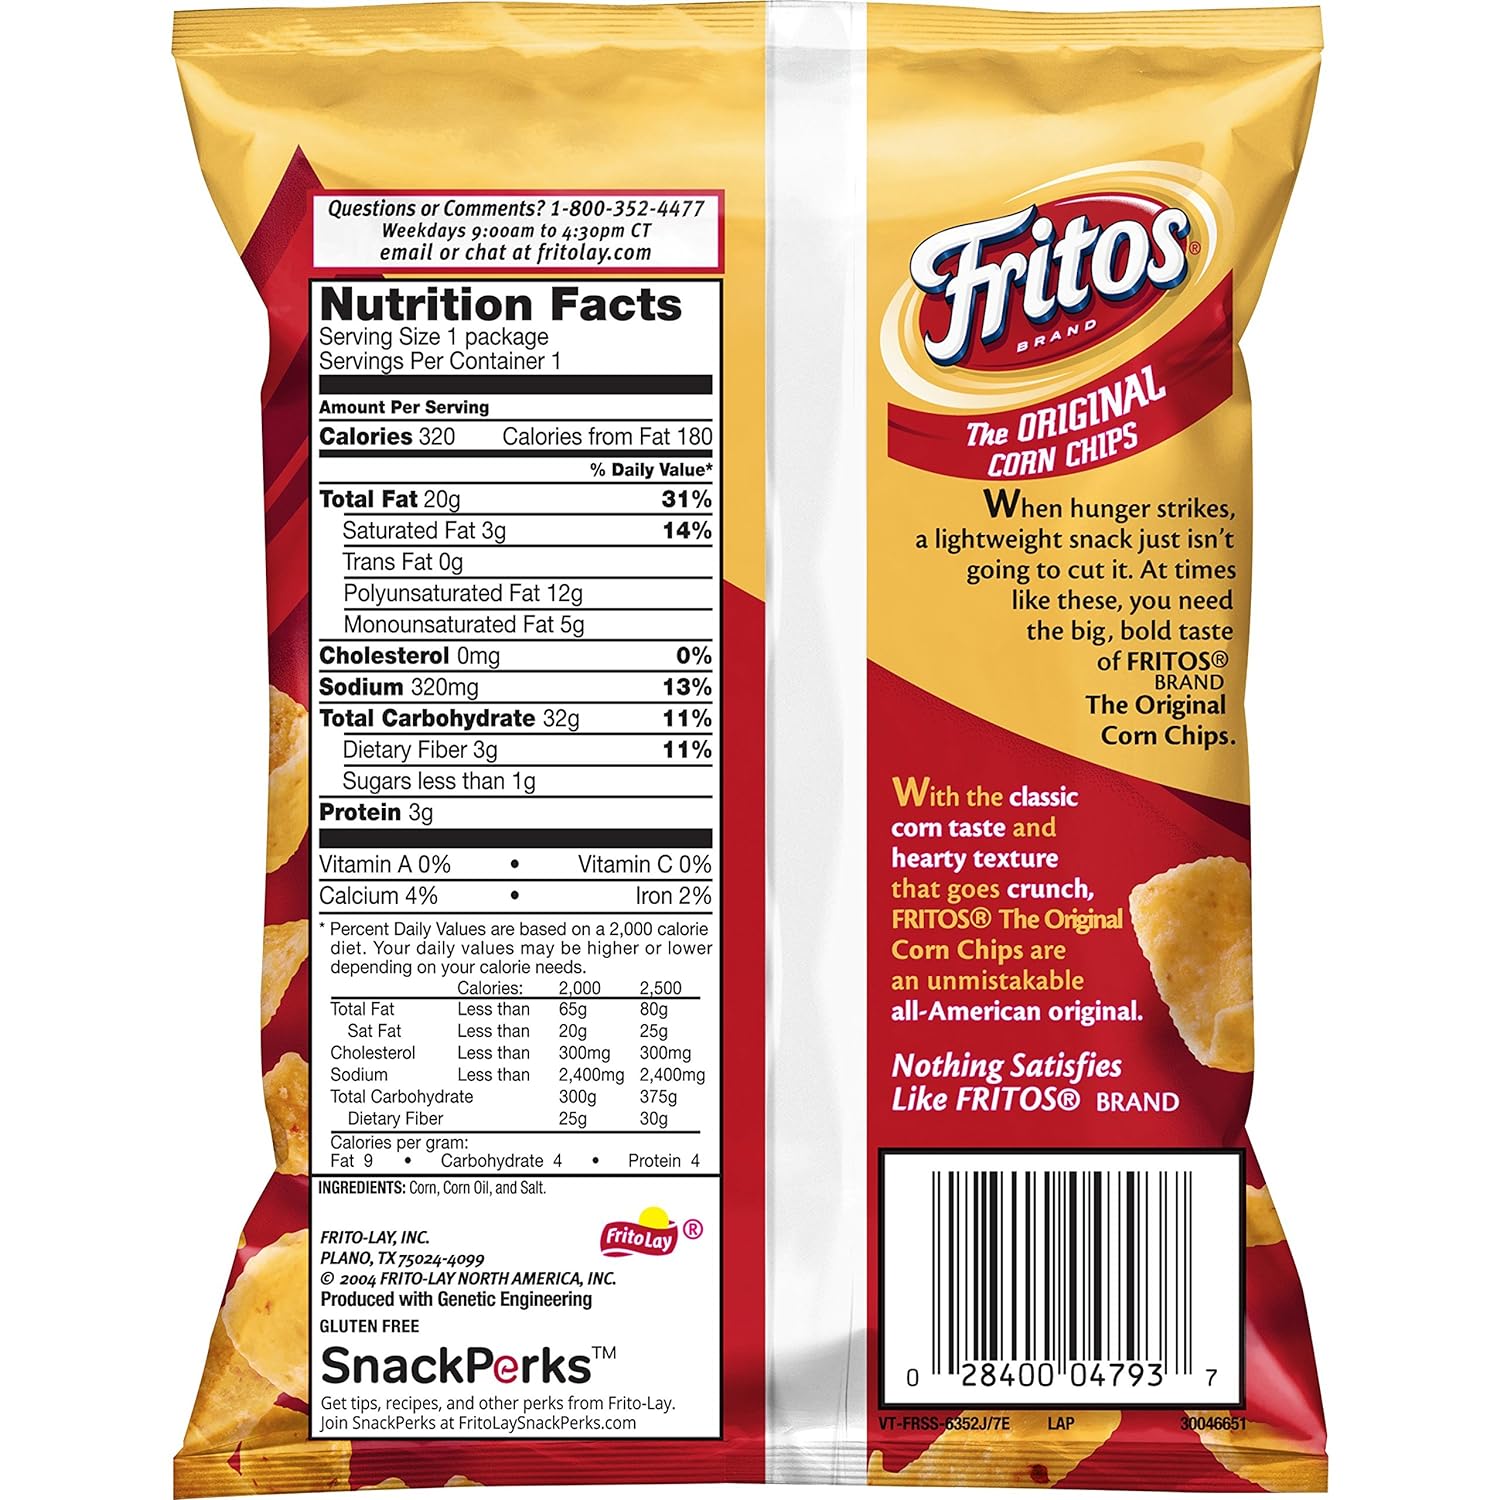 Questions or Comments? 1-800-352-4477
Weekdays 9:00am to 4:30pm CT
email or chat at fritolay.com
Nutrition Facts
Serving Size 1 package
Servings Per Container 1
Amount Per Serving
Calories 320 Calories from Fat 180
% Daily Value*
Total Fat 20g 31%
Saturated Fat 3g 14%
Trans Fat 0g
Polyunsaturated Fat 12g
Monounsaturated Fat 5g
Cholesterol 0mg 0%
Sodium 320mg 13%
Total Carbohydrate 32g 11%
Dietary Fiber 3g 11%
Sugars less than 1g
Protein 3g
Vitamin A 0% • Vitamin C 0%
Calcium 4% • Iron 2%
* Percent Daily Values are based on a 2,000 calorie
diet. Your daily values may be higher or lower
depending on your calorie needs.
Calories: 2,000 2,500
Total Fat Less than 65g 80g
Sat Fat Less than 20g 25g
Cholesterol Less than 300mg 300mg
Sodium Less than 2,400mg 2,400mg
Total Carbohydrate 300g 375g
Dietary Fiber 25g 30g
Calories per gram:
Fat 9 • Carbohydrate 4 • Protein 4
INGREDIENTS: Corn, Corn Oil, and Salt.
Frito Lay ®
FRITO-LAY, INC.
PLANO, TX 75024-4099
© 2004 FRITO-LAY NORTH AMERICA, INC.
Produced with Genetic Engineering
GLUTEN FREE
SnackPerks™
Get tips, recipes, and other perks from Frito-Lay.
Join SnackPerks at FritoLaySnackPerks.com
Fritos®
BRAND
The ORIGINAL
CORN CHIPS
When hunger strikes,
a lightweight snack just isn't
going to cut it. At times
like these, you need
the big, bold taste
of FRITOS®
BRAND
The Original
Corn Chips.
With the classic
corn taste and
hearty texture
that goes crunch,
FRITOS® The Original
Corn Chips are
an unmistakable
all-American original.
Nothing Satisfies
Like FRITOS® BRAND
0 28400 04793 7
VT-FRSS-6352J/7E LAP 30046651